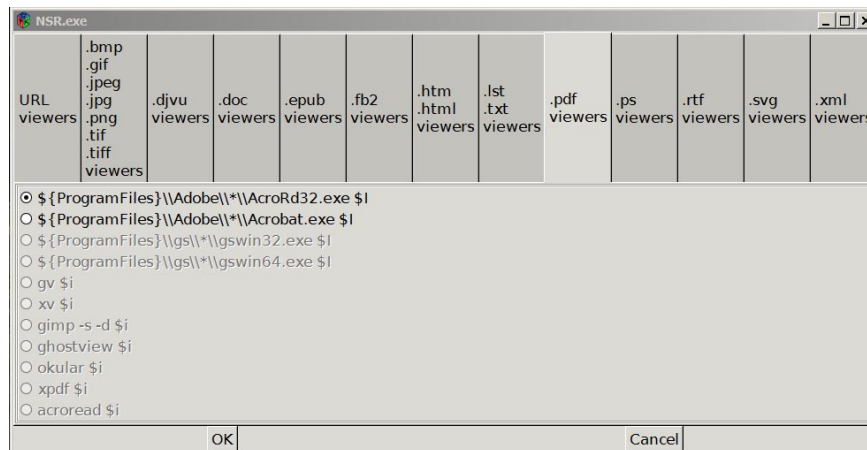 NSR.exe
URL
viewers
.bmp
.gif
.jpeg
.jpg
.png
.tif
.tiff
viewers
.djvu
viewers
.doc
viewers
.epub
viewers
.fb2
viewers
.htm
.html
viewers
.lst
.txt
viewers
.pdf
viewers
.ps
viewers
.rtf
viewers
.svg
viewers
.xml
viewers
${ProgramFiles}\\Adobe\\*\\AcroRd32.exe $I
${ProgramFiles}\\Adobe\\*\\Acrobat.exe $I
${ProgramFiles}\\gs\\*\\gswin32.exe $I
${ProgramFiles}\\gs\\*\\gswin64.exe $I
gv $i
xv $i
gimp -s -d $i
ghostview $i
okular $i
xpdf $i
acroread $i
OK
Cancel